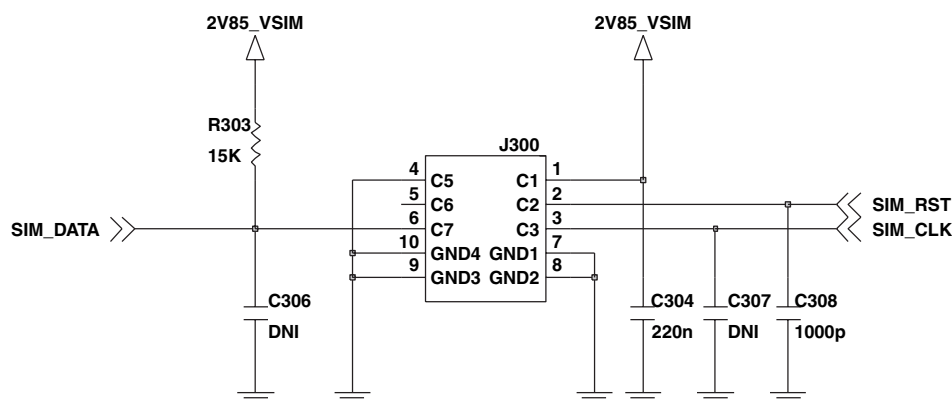 2V85_VSIM 2V85_VSIM
R303
15K
J300
4 C5 C1 1
5 C6 C2 2
6 C7 C3 3
10 GND4 GND1 7
9 GND3 GND2 8
SIM_DATA
SIM_RST
SIM_CLK
C306
DNI
C304
220n
C307
DNI
C308
1000p